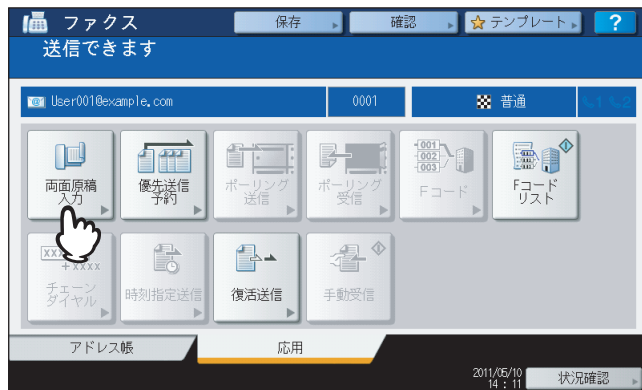 ファクス
保存
確認
テンプレート
?
送信できます
User001@example.com
0001
普通
1
2
両面原稿
入力
優先送信
予約
ポーリング
送信
ポーリング
受信
001
002
003
Fコード
Fコード
リスト
XXX
+XXXX
チェーン
ダイヤル
時刻指定送信
復活送信
手動受信
アドレス帳
応用
2011/05/10
14 : 11
状況確認